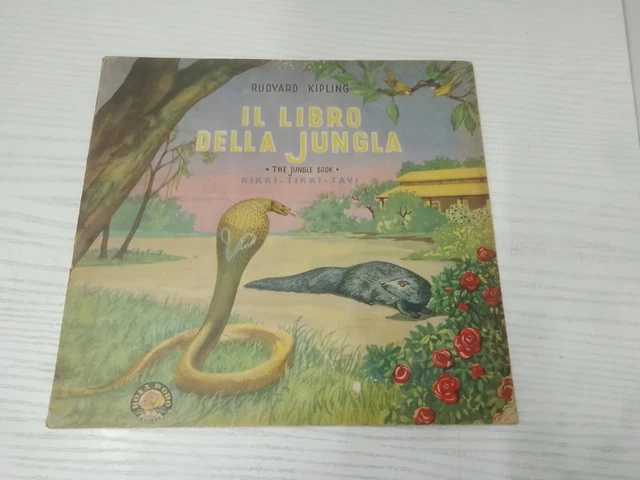 RUDYARD KIPLING
IL LIBRO
DELLA JUNGLA
• THE JUNGLE BOOK •
RIKKI-TIKKI-TAVI